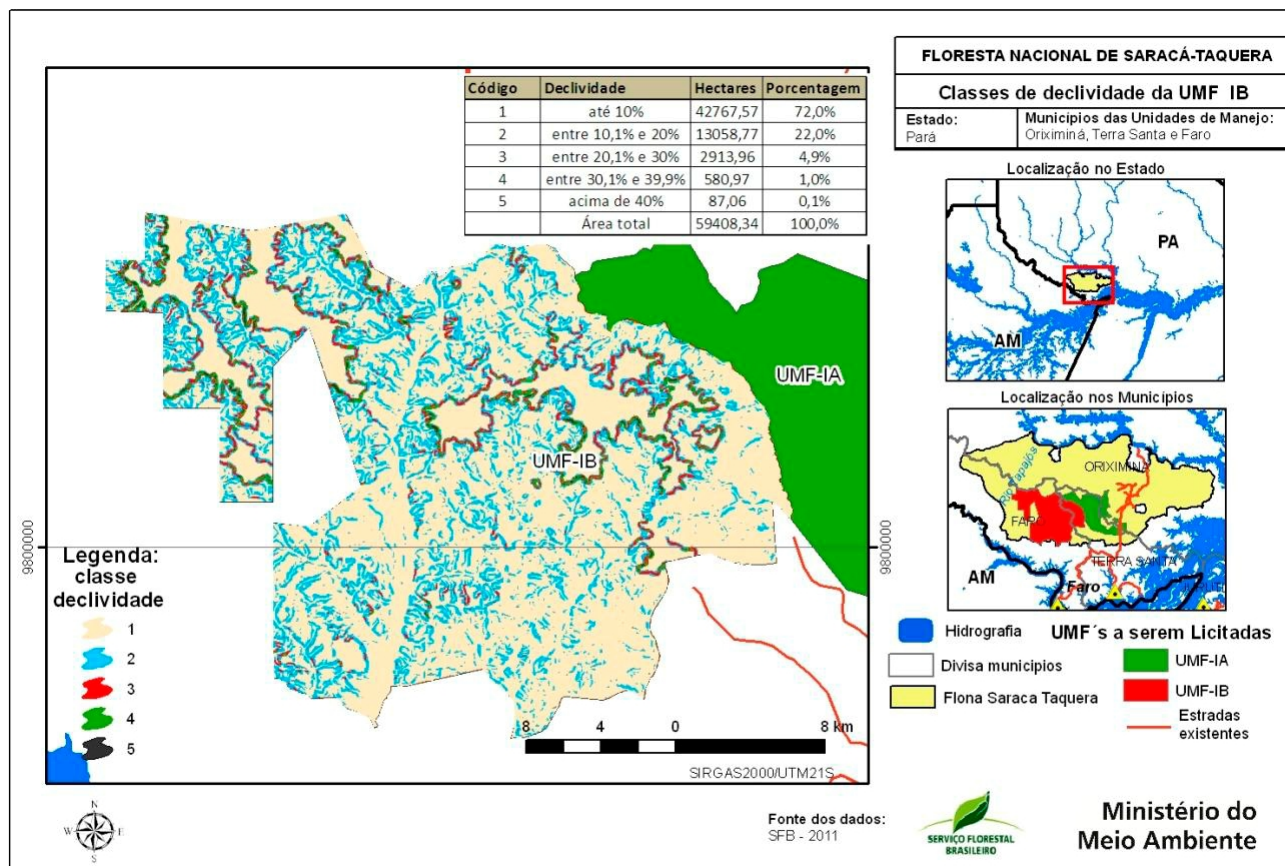 FLORESTA NACIONAL DE SARACÁ-TAQUERA
Classes de declividade da UMF IB
Estado:
Pará
Municípios das Unidades de Manejo:
Oriximiná, Terra Santa e Faro
Código Declividade Hectares Porcentagem
1 até 10% 42767,57 72,0%
2 entre 10,1% e 20% 13058,77 22,0%
3 entre 20,1% e 30% 2913,96 4,9%
4 entre 30,1% e 39,9% 580,97 1,0%
5 acima de 40% 87,06 0,1%
Área total 59408,34 100,0%
UMF-IA
UMF-IB
9800000
9800000
Legenda:
classe
declividade
1
2
3
4
5
8 4 0 8 km
SIRGAS2000/UTM21S
Localização no Estado
PA
AM
Localização nos Municípios
ORIXIMINÁ
FARO
TERRA SANTA
AM
Faro
Hidrografia
Divisa municípios
Flona Saraca Taquera
UMF´s a serem Licitadas
UMF-IA
UMF-IB
Estradas
existentes
N
W E
S
Fonte dos dados:
SFB - 2011
SERVIÇO FLORESTAL
BRASILEIRO
Ministério do
Meio Ambiente